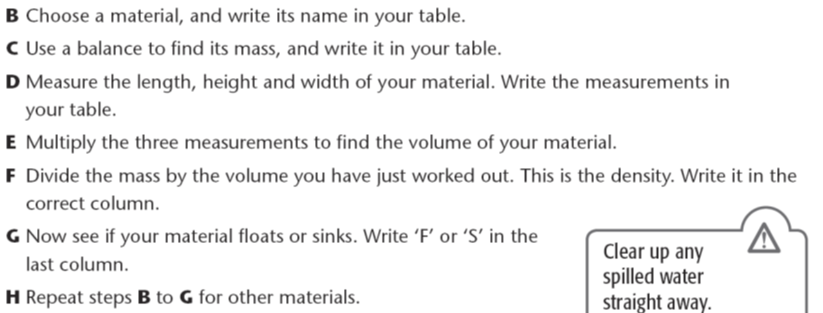 B Choose a material, and write its name in your table.
C Use a balance to find its mass, and write it in your table.
D Measure the length, height and width of your material. Write the measurements in
your table.
E Multiply the three measurements to find the volume of your material.
F Divide the mass by the volume you have just worked out. This is the density. Write it in the
correct column.
G Now see if your material floats or sinks. Write ‘F’ or ‘S’ in the
last column.
H Repeat steps B to G for other materials.
Clear up any
spilled water
straight away.